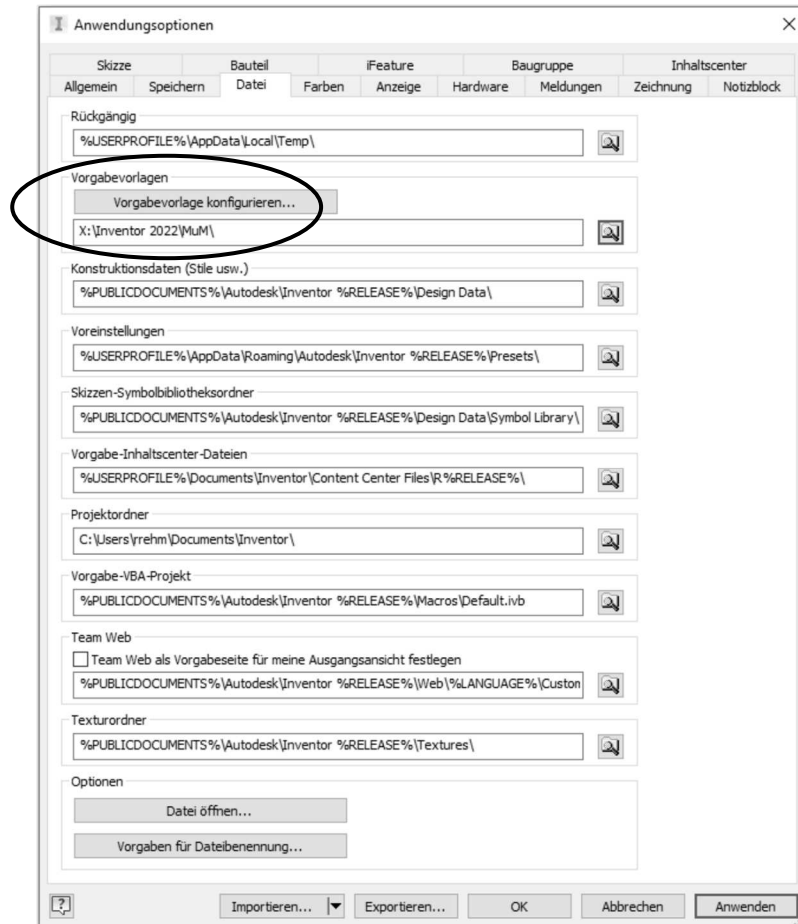 Anwendungsoptionen
Skizze Bauteil iFeature Baugruppe Inhaltscenter
Allgemein Speichern Datei Farben Anzeige Hardware Meldungen Zeichnung Notizblock
Rückgängig
%USERPROFILE%\AppData\Local\Temp\
Vorgabevorlagen
Vorgabevorlage konfigurieren...
X:\Inventor 2022\MuM\
Konstruktionsdaten (Stile usw.)
%PUBLICDOCUMENTS%\Autodesk\Inventor %RELEASE%\Design Data\
Voreinstellungen
%USERPROFILE%\AppData\Roaming\Autodesk\Inventor %RELEASE%\Presets\
Skizzen-Symbolbibliotheksordner
%PUBLICDOCUMENTS%\Autodesk\Inventor %RELEASE%\Design Data\Symbol Library\
Vorgabe-Inhaltscenter-Dateien
%USERPROFILE%\Documents\Inventor\Content Center Files\R%RELEASE%\
Projektordner
C:\Users\rrehm\Documents\Inventor\
Vorgabe-VBA-Projekt
%PUBLICDOCUMENTS%\Autodesk\Inventor %RELEASE%\Macros\Default.ivb
Team Web
Team Web als Vorgabeseite für meine Ausgangsansicht festlegen
%PUBLICDOCUMENTS%\Autodesk\Inventor %RELEASE%\Web\%LANGUAGE%\Custon
Texturordner
%PUBLICDOCUMENTS%\Autodesk\Inventor %RELEASE%\Textures\
Optionen
Datei öffnen...
Vorgaben für Dateibenennung...
Importieren... Exportieren... OK Abbrechen Anwenden